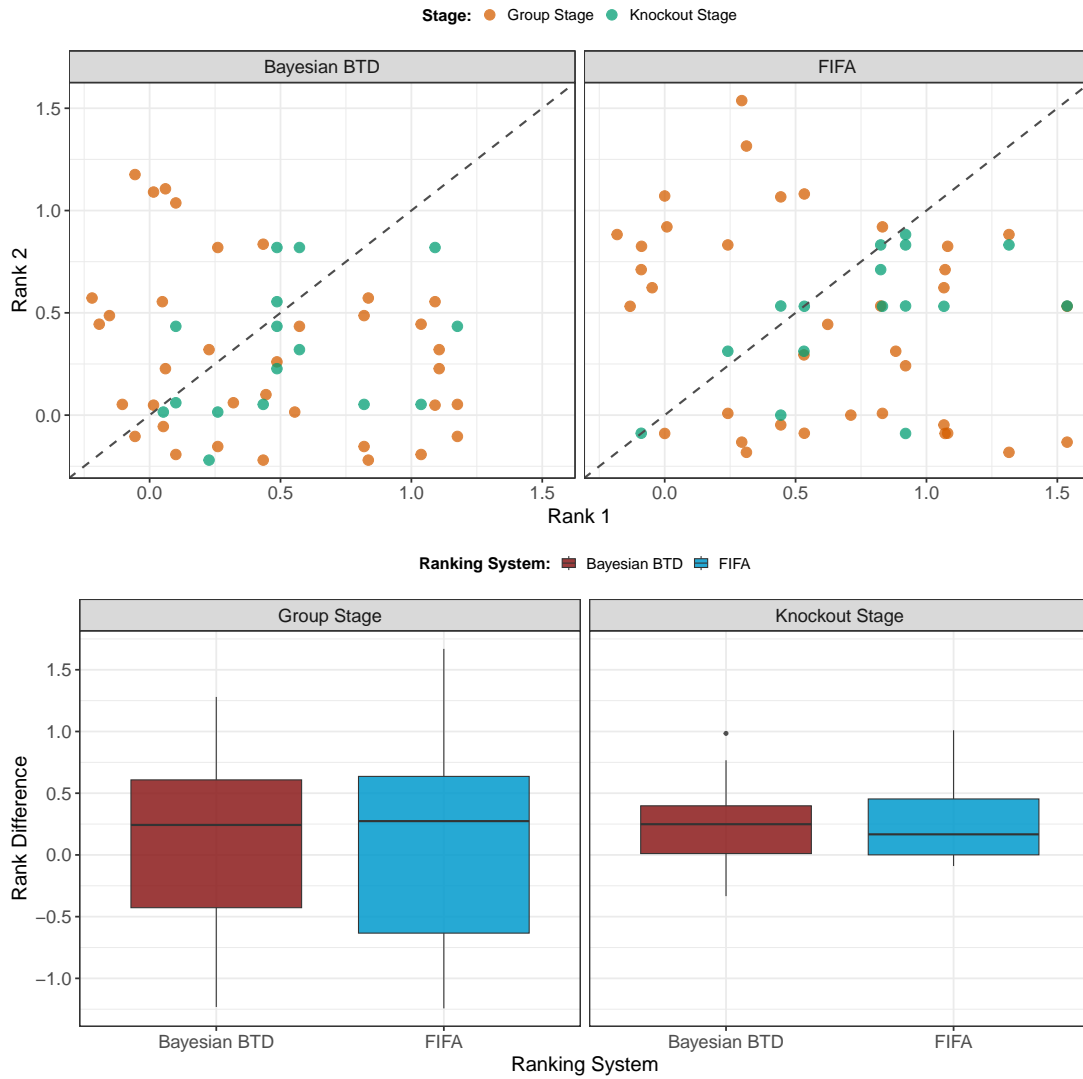 Stage: Group Stage Knockout Stage
Bayesian BTD FIFA
1.5
1.0
0.5
0.0
Rank 2
0.0 0.5 1.0 1.5 0.0 0.5 1.0 1.5
Rank 1
Ranking System: Bayesian BTD FIFA
Group Stage Knockout Stage
1.5
1.0
0.5
0.0
−0.5
−1.0
Rank Difference
Bayesian BTD FIFA Bayesian BTD FIFA
Ranking System